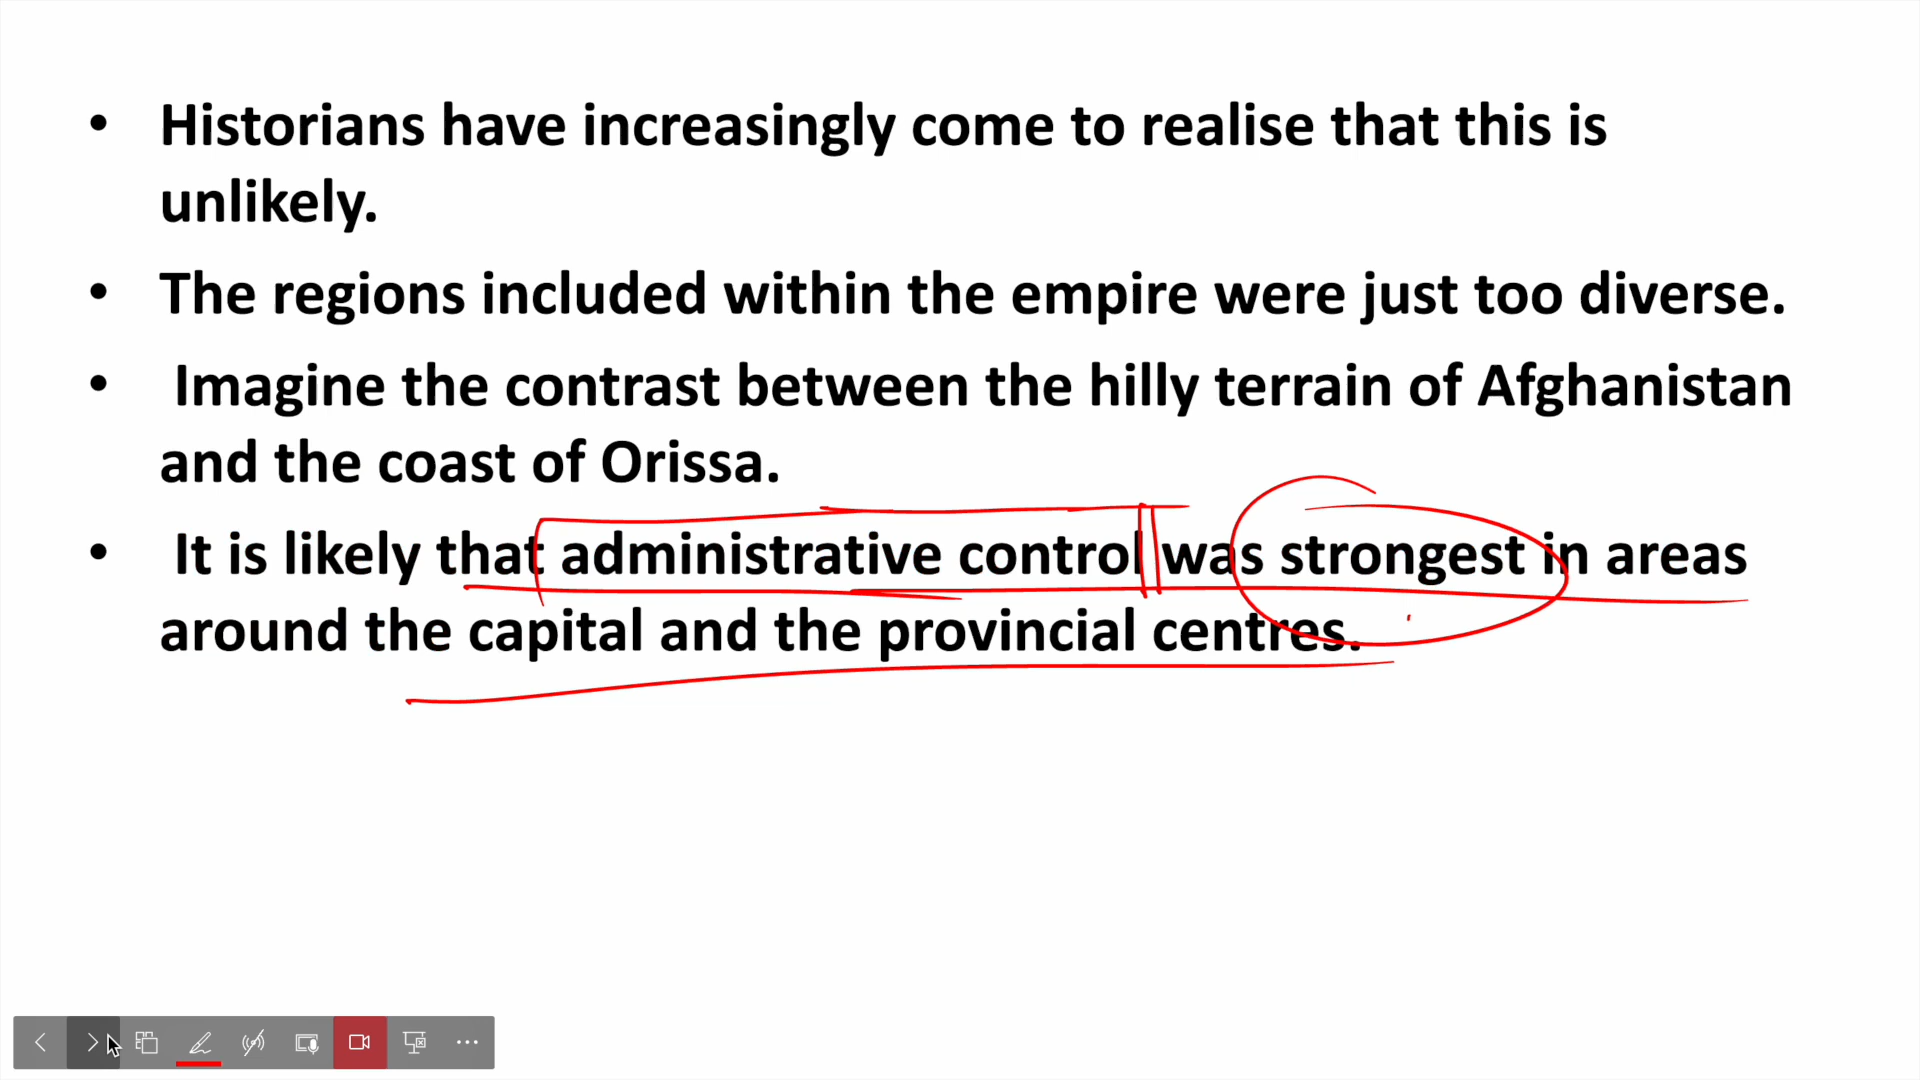 • Historians have increasingly come to realise that this is
unlikely.
• The regions included within the empire were just too diverse.
• Imagine the contrast between the hilly terrain of Afghanistan
and the coast of Orissa.
• It is likely that administrative control was strongest in areas
around the capital and the provincial centres.